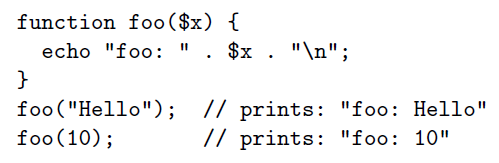 function foo($x) {
  echo "foo: " . $x . "\n";
}
foo("Hello");  // prints: "foo: Hello"
foo(10);       // prints: "foo: 10"